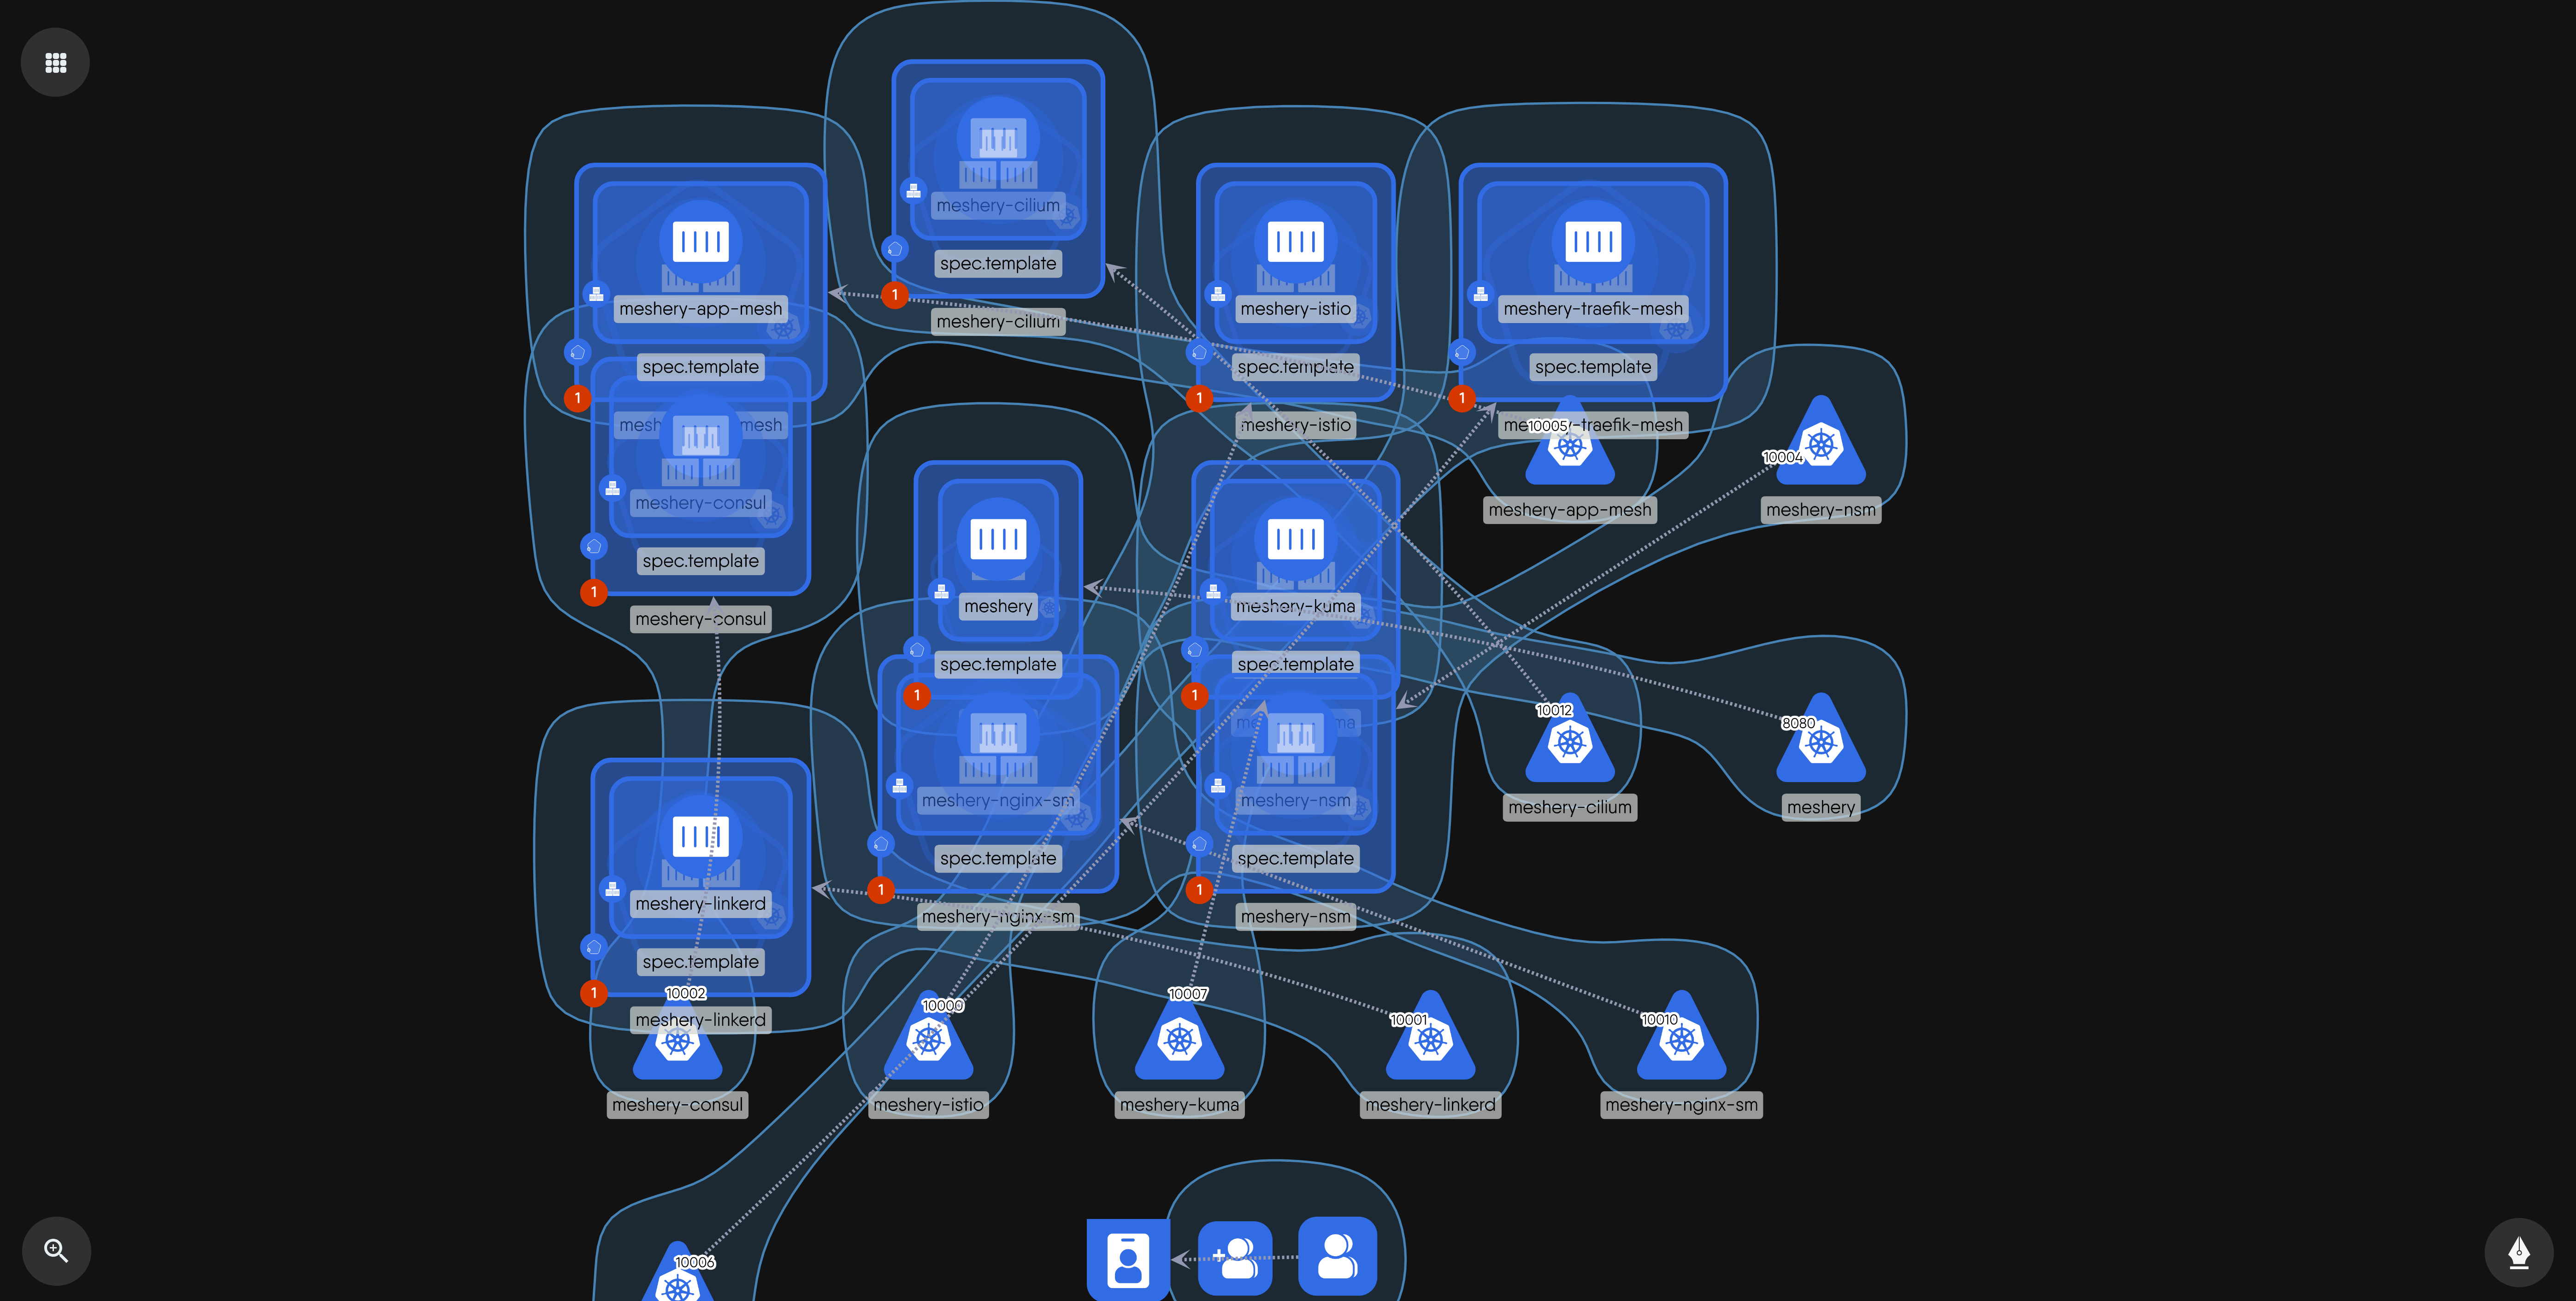 meshery-cilium
spec.template
1
meshery-cilium
meshery-app-mesh
spec.template
1
mesh
mesh
meshery-consul
spec.template
1
meshery-consul
meshery-istio
spec.template
1
meshery-istio
meshery-traefik-mesh
spec.template
1
-traefik-mesh
10005
meshery-app-mesh
10004
meshery-nsm
meshery
spec.template
1
meshery-nginx-sm
spec.template
1
meshery-nginx-sm
meshery-kuma
spec.template
1
meshery-nsm
spec.template
1
meshery-nsm
10012
meshery-cilium
8080
meshery
meshery-linkerd
spec.template
1
meshery-linkerd
10002
meshery-consul
10000
meshery-istio
10007
meshery-kuma
10001
meshery-linkerd
10010
meshery-nginx-sm
10006